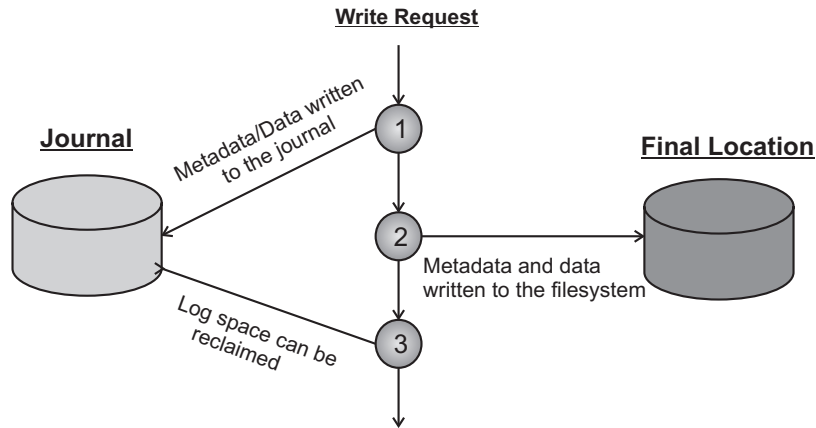 Write Request
1
Journal
Metadata/Data written
to the journal
Final Location
2
Metadata and data
written to the filesystem
Log space can be
reclaimed
3